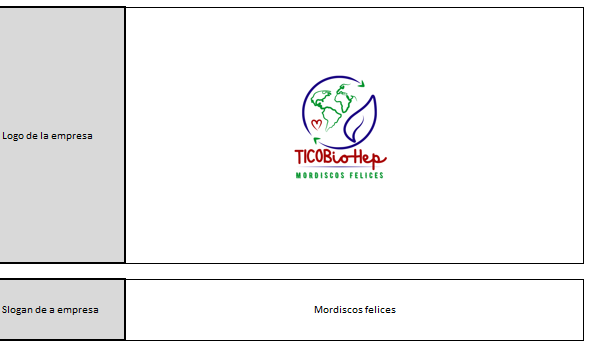 Logo de la empresa
TICOBioHep
MORDISCOS FELICES
Slogan de a empresa
Mordiscos felices